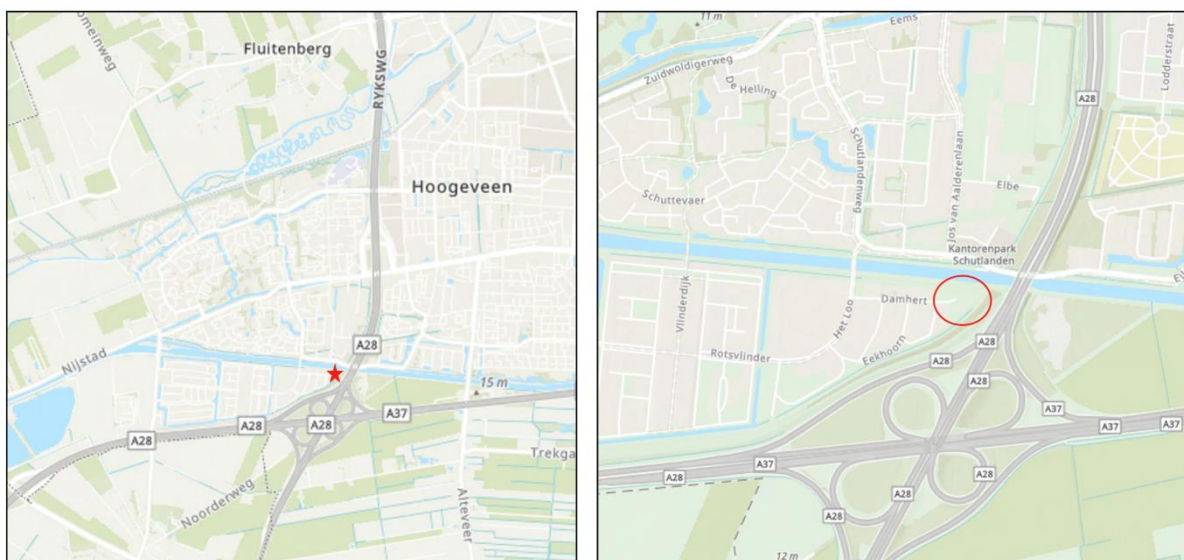 Fluitenberg
RYKSWG
Hoogeveen
Nijstad
A28
15 m
A28
A28
A28
A37
Noorderweg
Alteveer
11 m
Eems
Zuidwoldigerweg
De Helling
Lodderstraat
A28
Schutlandenweg
Jos van Aalderenlaan
Schuttevaer
Elbe
Kantorenpark
Schutlanden
Vlinderdijk
Damhert
Het Loo
Eekhoorn
Rotsvlinder
A28
A28
A28
A37
A37
A37
A37
A28
A28
A28
A28
12 m